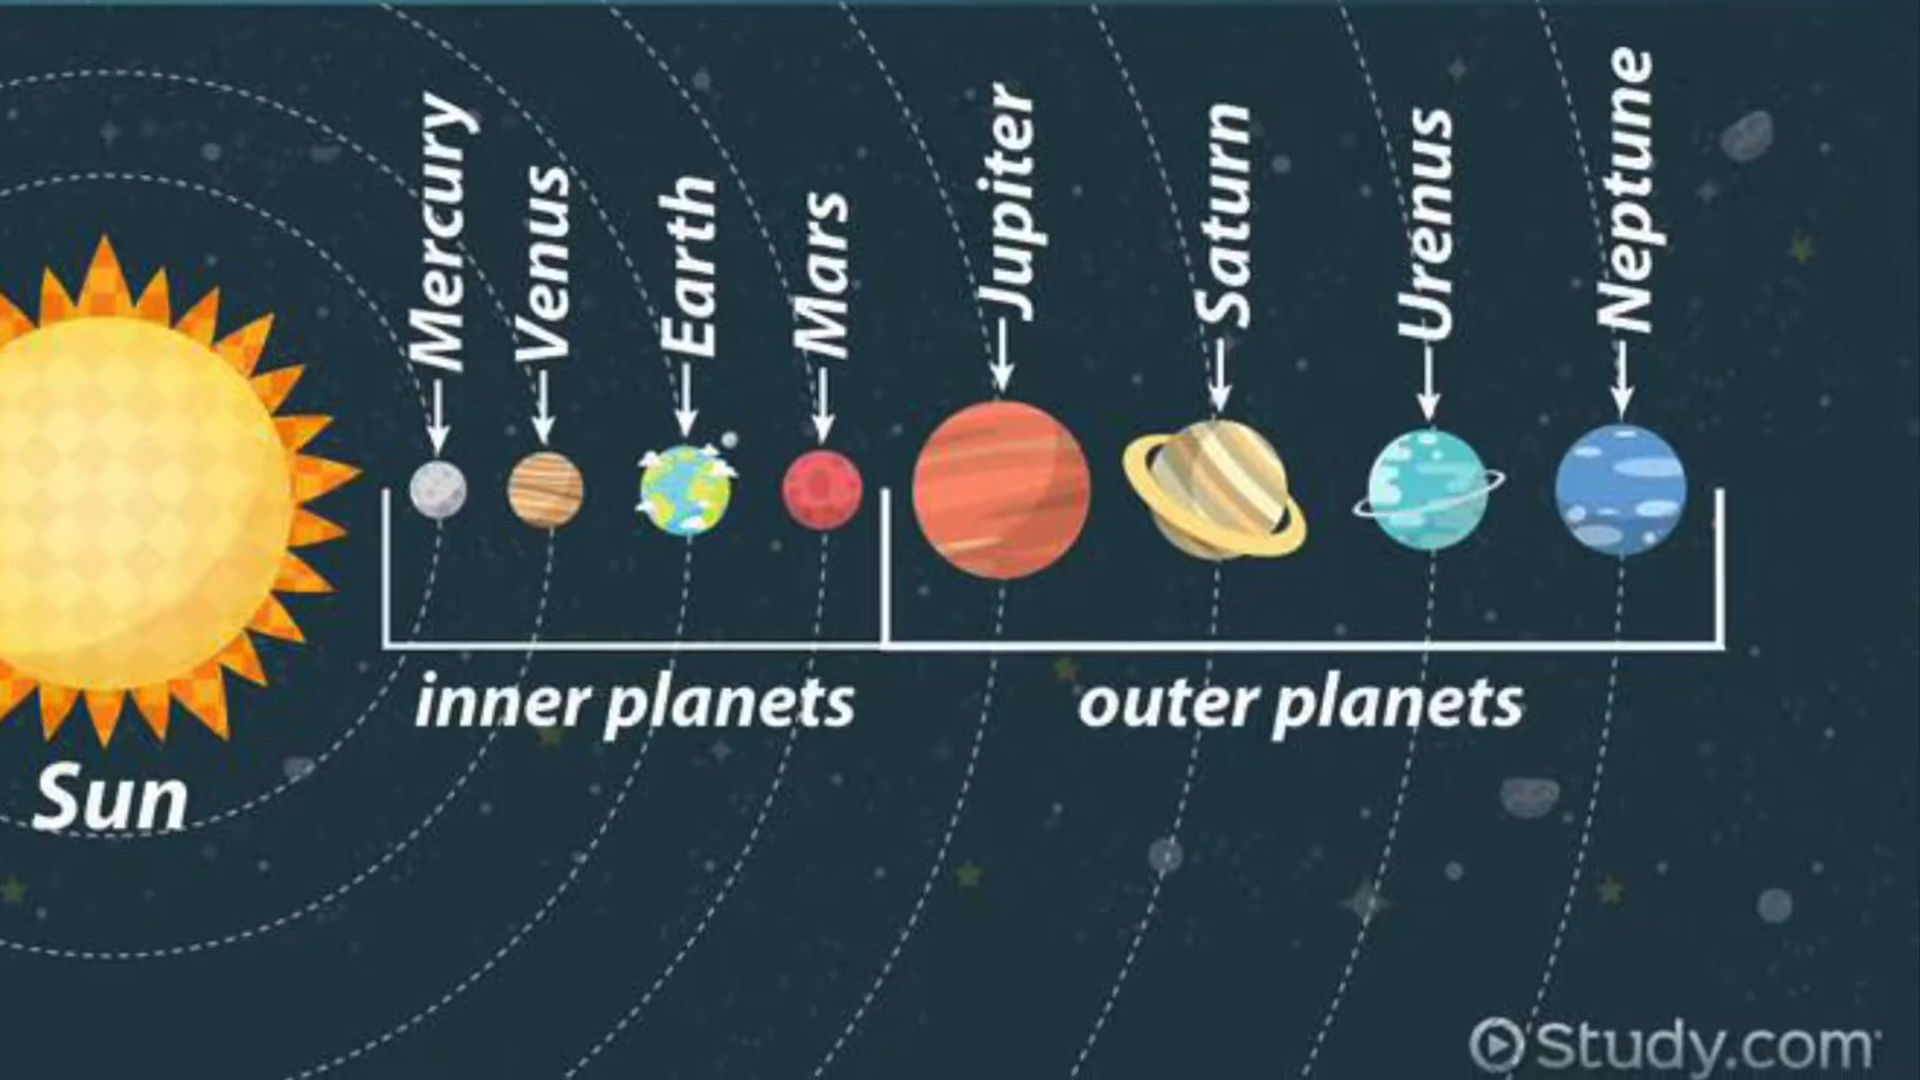 Mercury
Venus
Earth
Mars
Jupiter
Saturn
Urenus
Neptune
inner planets
outer planets
Sun
Study.com